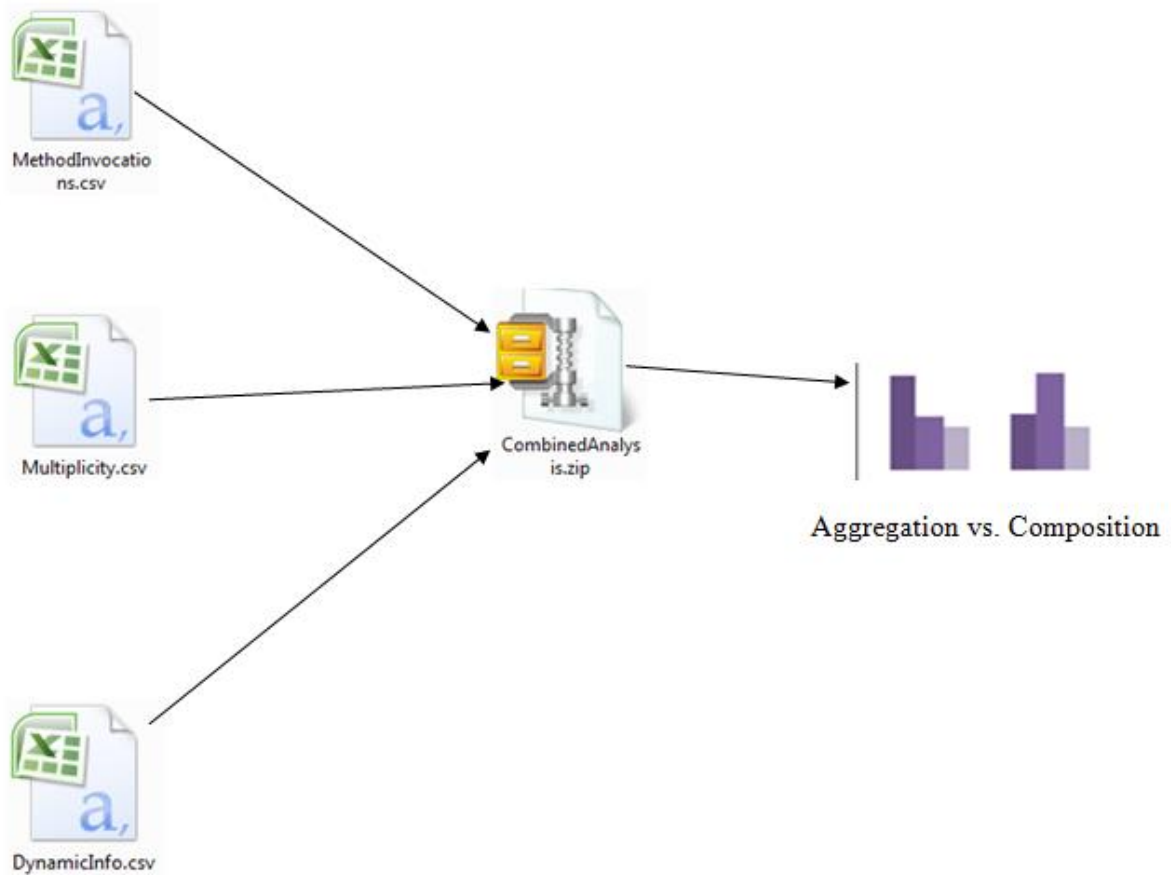 MethodInvocatio
ns.csv
Multiplicity.csv
CombinedAnalys
is.zip
Aggregation vs. Composition
DynamicInfo.csv